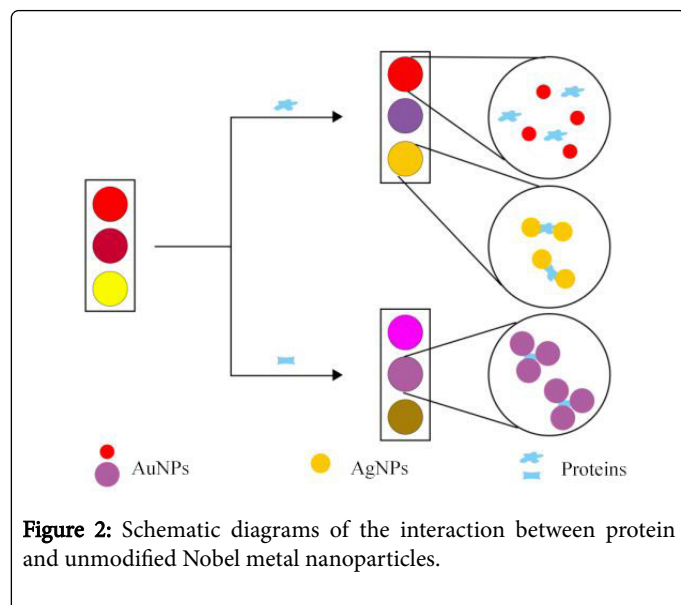 AuNPs AgNPs Proteins
Figure 2: Schematic diagrams of the interaction between protein
and unmodified Nobel metal nanoparticles.